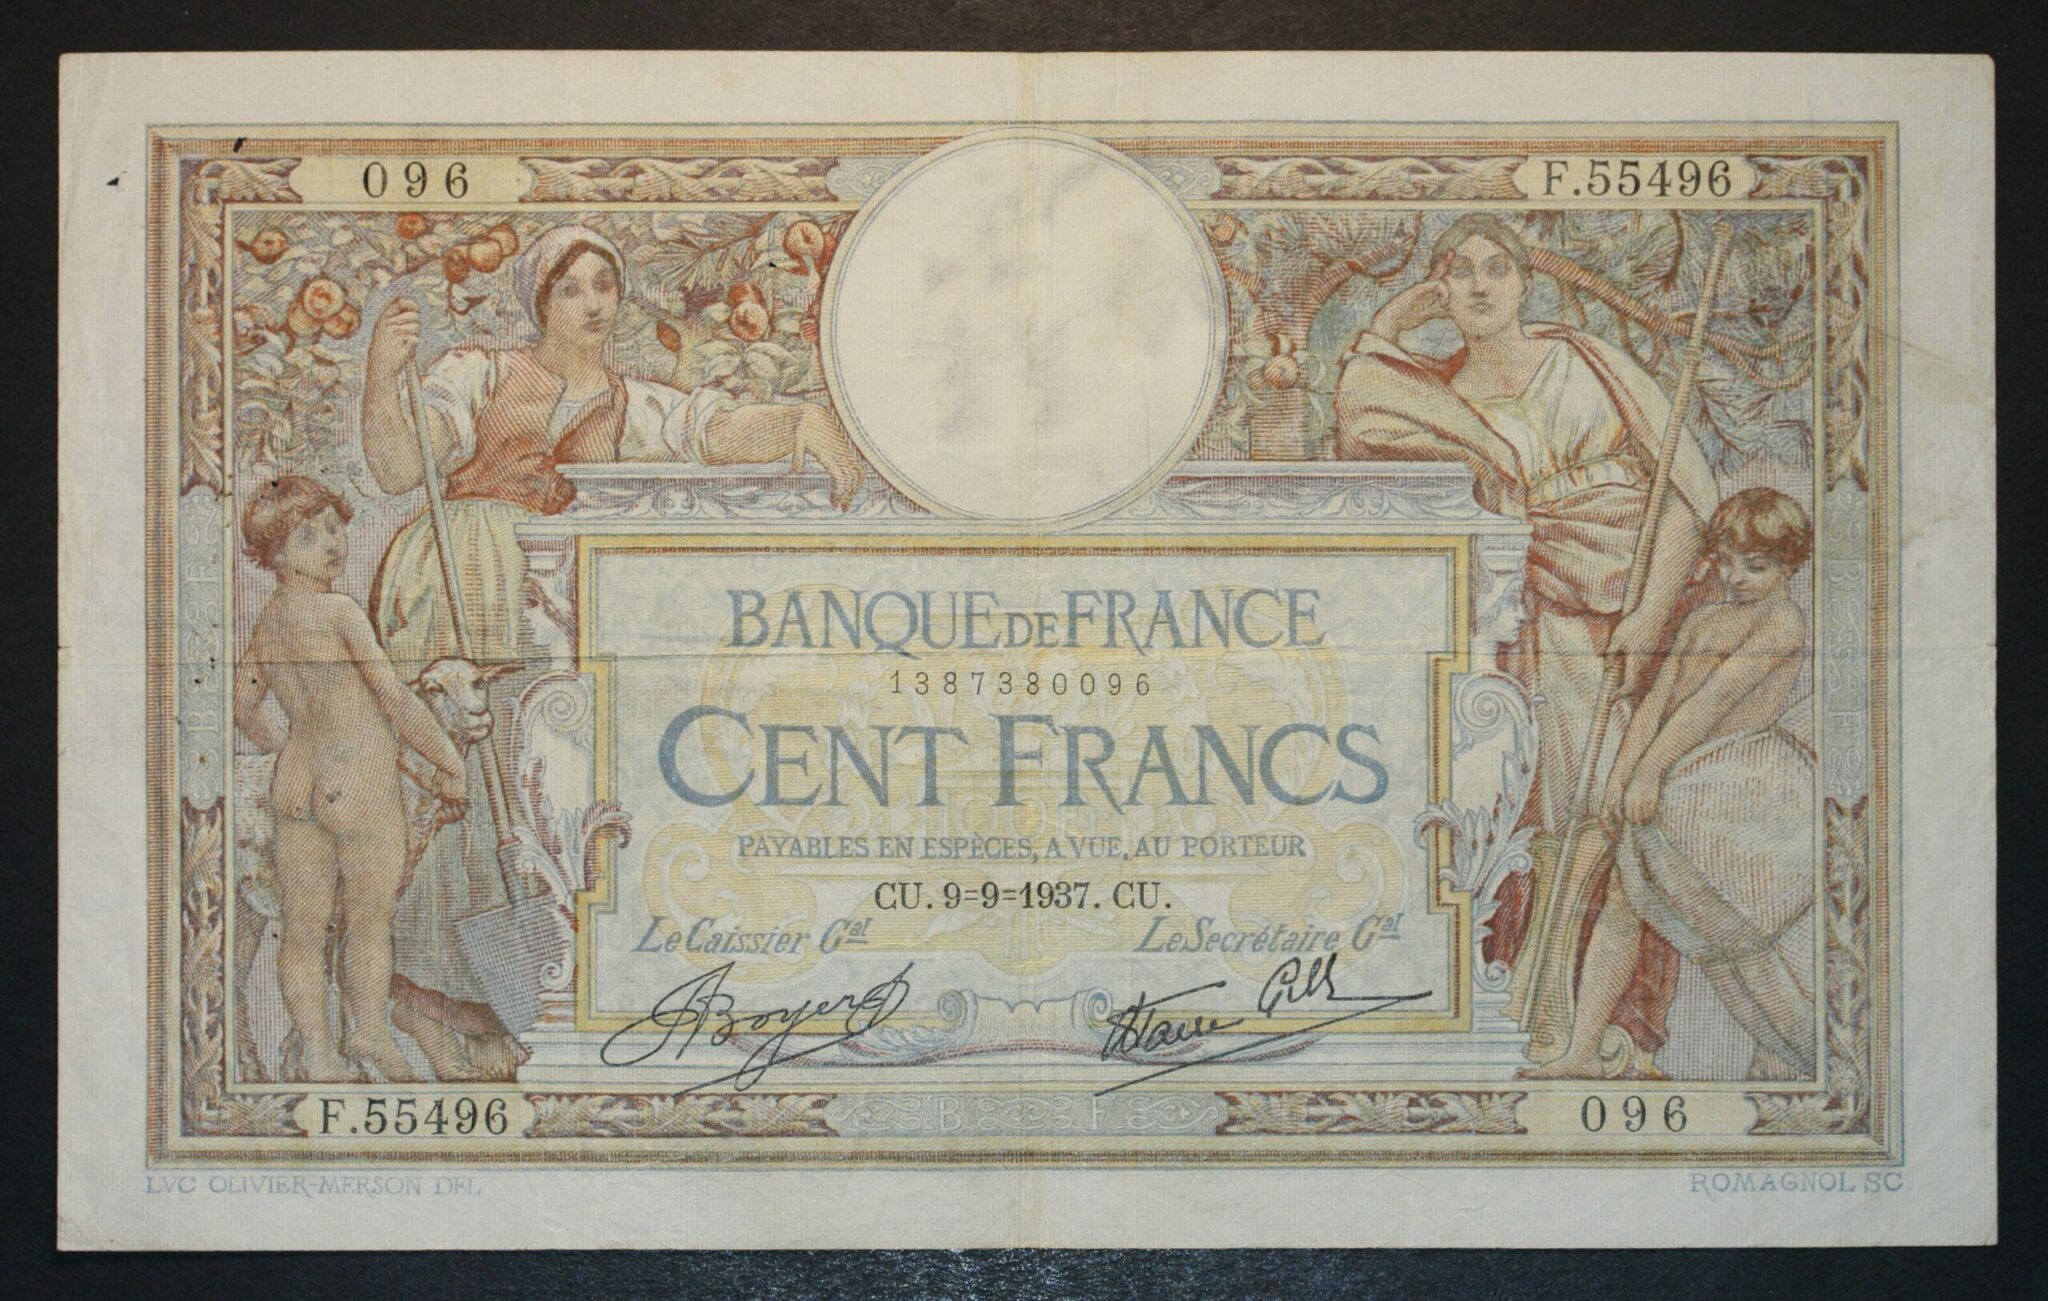 096
F.55496
BANQUE DE FRANCE
1387380096
CENT FRANCS
PAYABLES EN ESPÈCES, A VUE, AU PORTEUR
CU. 9=9=1937. CU.
Le Caissier Gal
Le Secrétaire Gal
F.55496
096
B F
B F
B F
LVC OLIVIER-MERSON DEL
ROMAGNOL SC